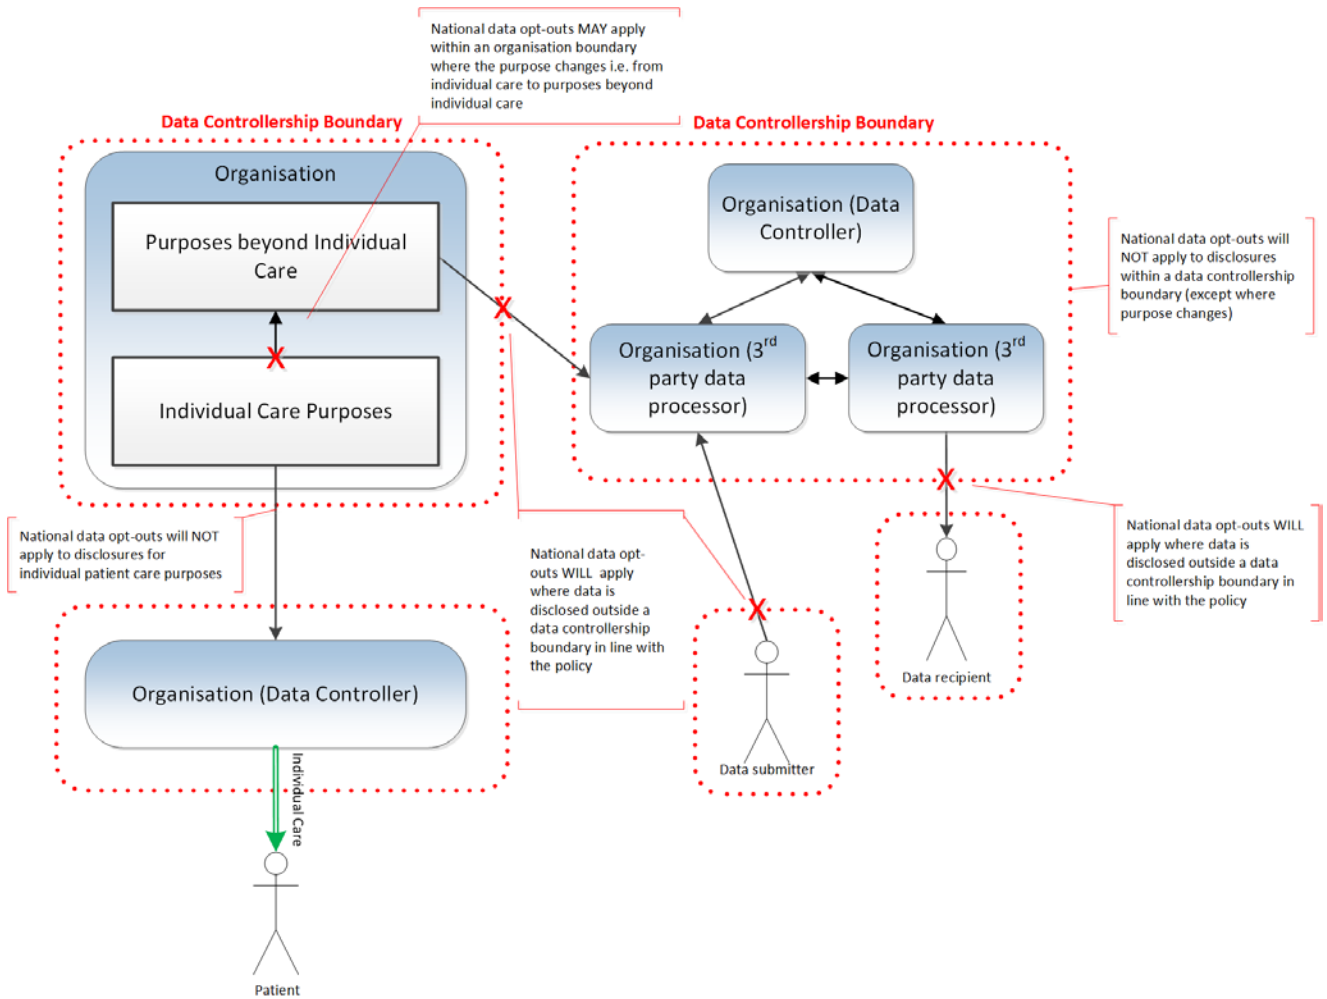 National data opt-outs MAY apply
within an organisation boundary
where the purpose changes i.e. from
individual care to purposes beyond
individual care
Data Controllership Boundary
Data Controllership Boundary
Organisation
Purposes beyond Individual
Care
Individual Care Purposes
Organisation (Data
Controller)
Organisation (3rd
party data
processor)
Organisation (3rd
party data
processor)
National data opt-outs will
NOT apply to disclosures
within a data controllership
boundary (except where
purpose changes)
National data opt-outs will NOT
apply to disclosures for
individual patient care purposes
National data opt-
outs WILL apply
where data is
disclosed outside a
data controllership
boundary in line with
the policy
National data opt-outs WILL
apply where data is
disclosed outside a data
controllership boundary in
line with the policy
Data recipient
Organisation (Data Controller)
Data submitter
Individual Care
Patient